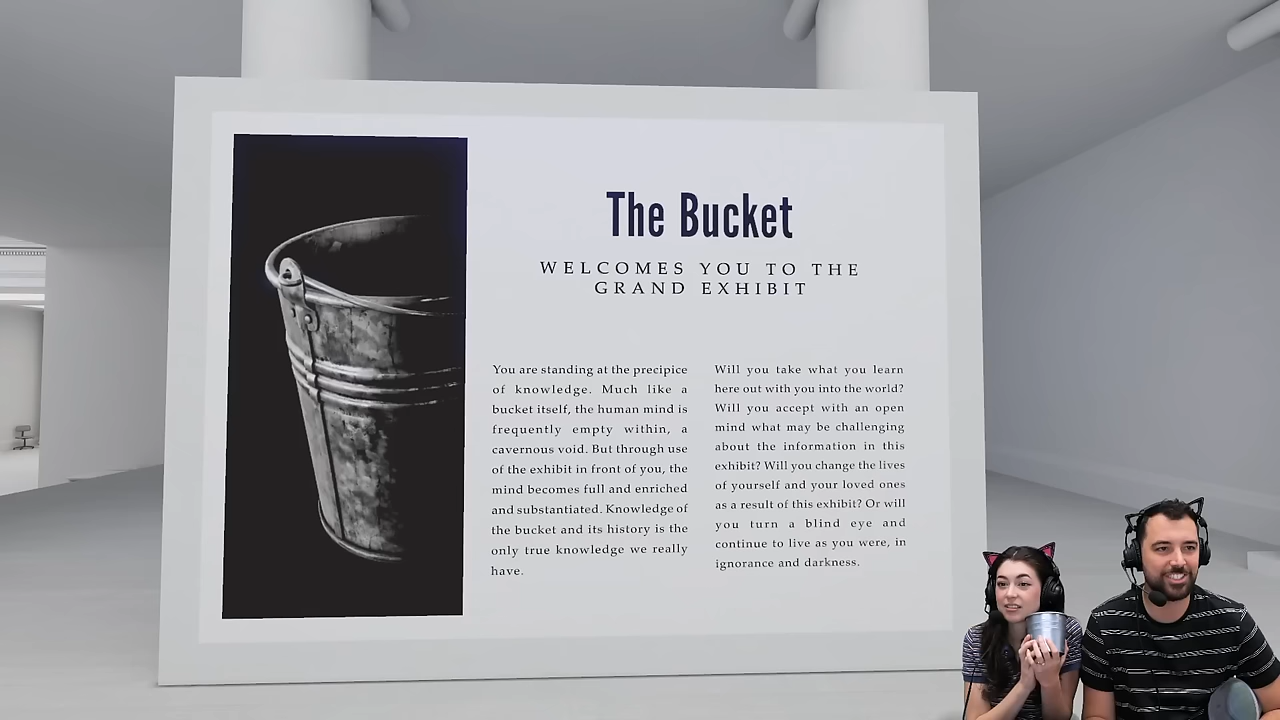 The Bucket
WELCOMES YOU TO THE
GRAND EXHIBIT
You are standing at the precipice
of knowledge. Much like a
bucket itself, the human mind is
frequently empty within, a
cavernous void. But through use
of the exhibit in front of you, the
mind becomes full and enriched
and substantiated. Knowledge of
the bucket and its history is the
only true knowledge we really
have.
Will you take what you learn
here out with you into the world?
Will you accept with an open
mind what may be challenging
about the information in this
exhibit? Will you change the lives
of yourself and your loved ones
as a result of this exhibit? Or will
you turn a blind eye and
continue to live as you were, in
ignorance and darkness.